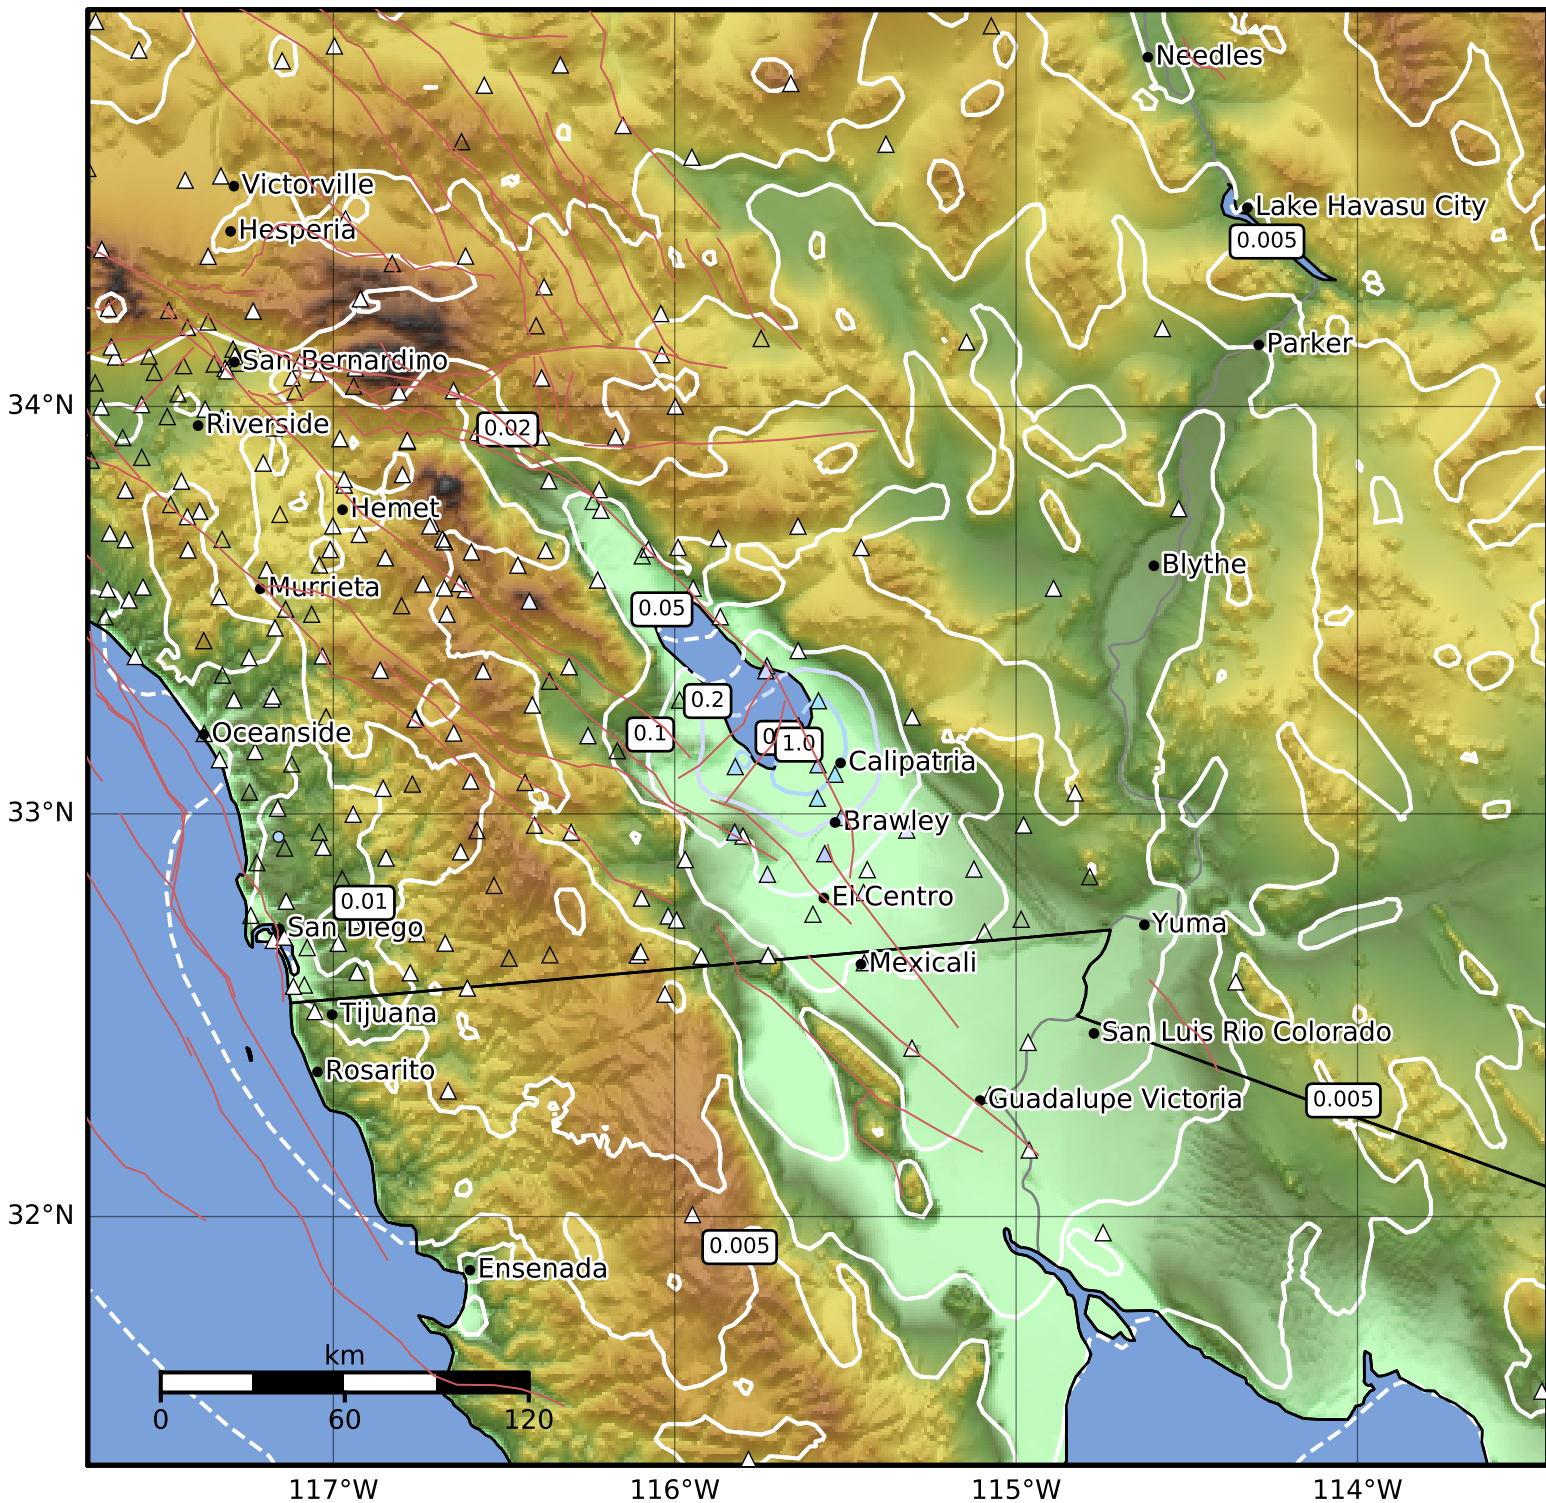 Needles
Victorville
Lake Havasu City
Hesperia
0.005
Parker
San Bernardino
34°N
Riverside
0.02
Hemet
Blythe
Murrieta
0.05
0.2
0.1
Oceanside
1.0
Calipatria
33°N
Brawley
0.01
El Centro
San Diego
Yuma
Mexicali
Tijuana
San Luis Rio Colorado
Rosarito
Guadalupe Victoria
0.005
32°N
0.005
Ensenada
km
0 60 120
117°W 116°W 115°W 114°W